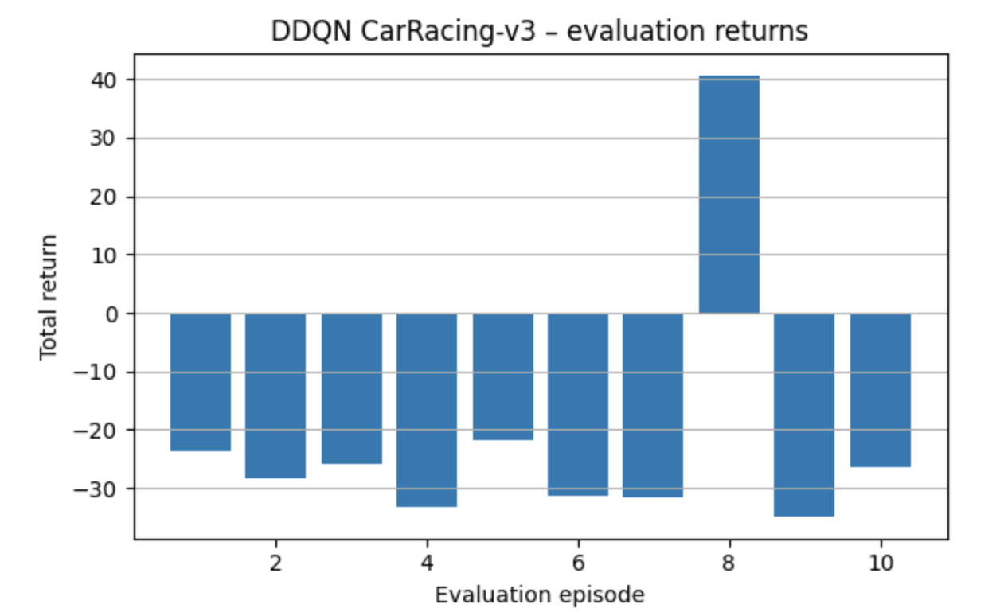 DDQN CarRacing-v3 – evaluation returns
40
30
20
10
0
−10
−20
−30
Total return
2 4 6 8 10
Evaluation episode